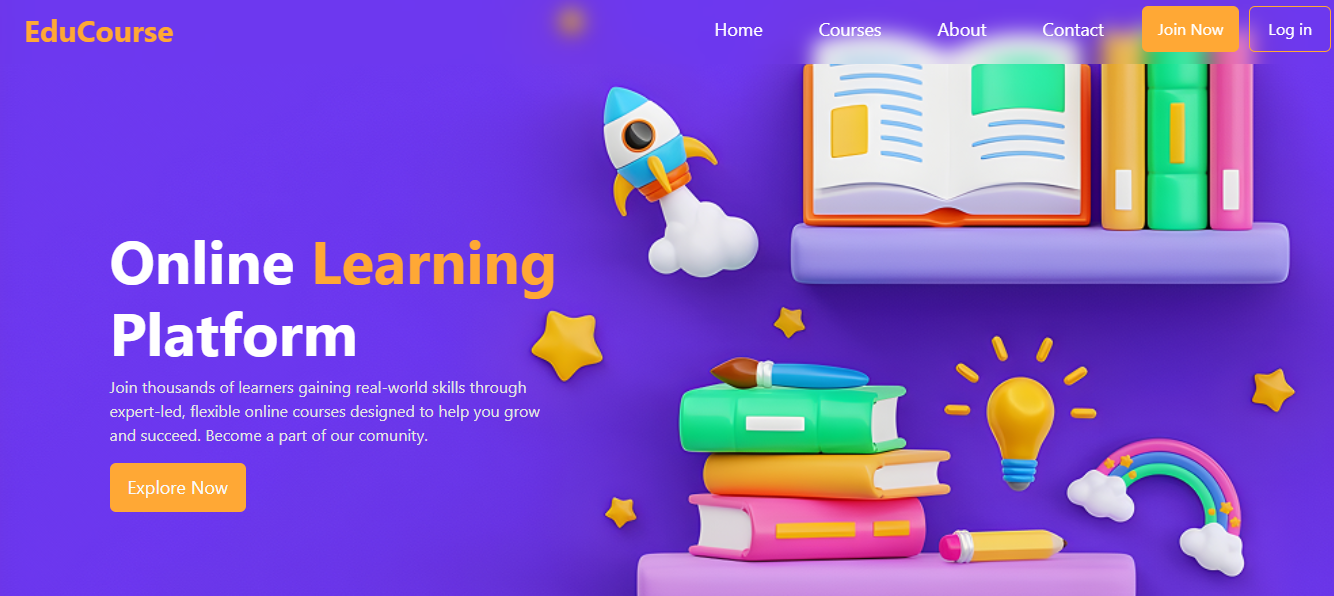 EduCourse
Home
Courses
About
Contact
Join Now
Log in
Online Learning
Platform
Join thousands of learners gaining real-world skills through
expert-led, flexible online courses designed to help you grow
and succeed. Become a part of our comunity.
Explore Now